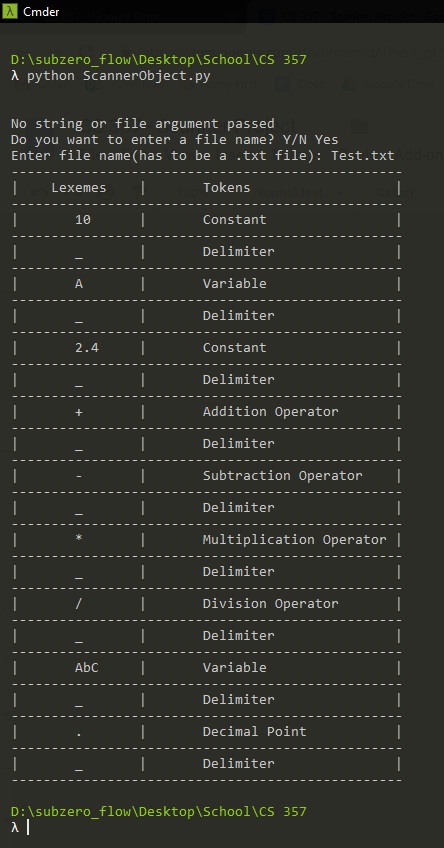 λ Cmder
D:\subzero_flow\Desktop\School\CS 357
λ python ScannerObject.py
No string or file argument passed
Do you want to enter a file name? Y/N Yes
Enter file name(has to be a .txt file): Test.txt
-------------------------------------------------
|    Lexemes    |       Tokens                  |
-------------------------------------------------
|       10      |       Constant                |
-------------------------------------------------
|       _       |       Delimiter               |
-------------------------------------------------
|       A       |       Variable                |
-------------------------------------------------
|       _       |       Delimiter               |
-------------------------------------------------
|       2.4     |       Constant                |
-------------------------------------------------
|       _       |       Delimiter               |
-------------------------------------------------
|       +       |       Addition Operator       |
-------------------------------------------------
|       _       |       Delimiter               |
-------------------------------------------------
|       -       |       Subtraction Operator    |
-------------------------------------------------
|       _       |       Delimiter               |
-------------------------------------------------
|       *       |       Multiplication Operator |
-------------------------------------------------
|       _       |       Delimiter               |
-------------------------------------------------
|       /       |       Division Operator       |
-------------------------------------------------
|       _       |       Delimiter               |
-------------------------------------------------
|       AbC     |       Variable                |
-------------------------------------------------
|       _       |       Delimiter               |
-------------------------------------------------
|       .       |       Decimal Point           |
-------------------------------------------------
|       _       |       Delimiter               |
-------------------------------------------------
D:\subzero_flow\Desktop\School\CS 357
λ